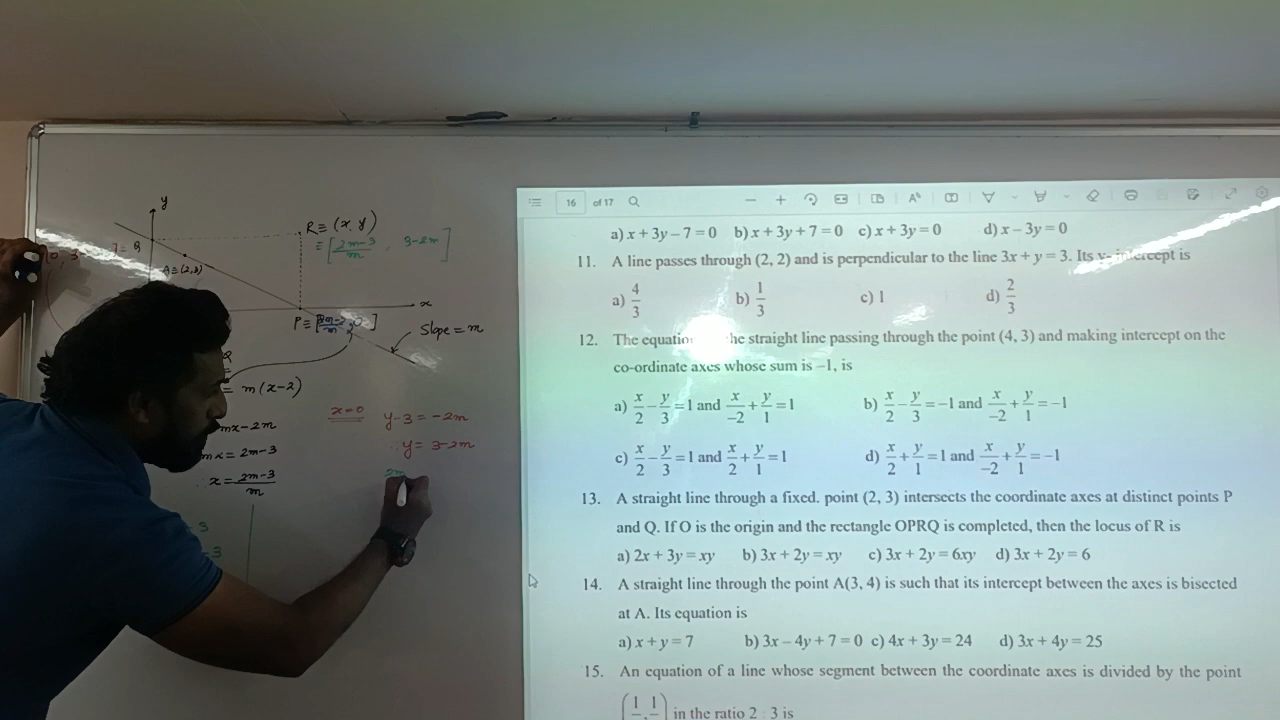 y
R≡(x, y)
≡[2m-3/m , 3-2m]
Q
A≡(2,3)
x
P≡
Slope = m
= m(x-2)
mx-2m
mx = 2m-3
x = 2m-3/m
x=0 y-3 = -2m
∴ y = 3-2m
2m
3
-3
16 of 17
a) x + 3y – 7 = 0 b) x + 3y + 7 = 0 c) x + 3y = 0 d) x – 3y = 0
11. A line passes through (2, 2) and is perpendicular to the line 3x + y = 3. Its y-intercept is
a) 4/3 b) 1/3 c) 1 d) 2/3
12. The he straight line passing through the point (4, 3) and making intercept on the
co-ordinate axes whose sum is –1, is
a) x/2 – y/3 = 1 and x/–2 + y/1 = 1 b) x/2 – y/3 = –1 and x/–2 + y/1 = –1
c) x/2 – y/3 = 1 and x/2 + y/1 = 1 d) x/2 + y/1 = 1 and x/–2 + y/1 = –1
13. A straight line through a fixed. point (2, 3) intersects the coordinate axes at distinct points P
and Q. If O is the origin and the rectangle OPRQ is completed, then the locus of R is
a) 2x + 3y = xy b) 3x + 2y = xy c) 3x + 2y = 6xy d) 3x + 2y = 6
14. A straight line through the point A(3, 4) is such that its intercept between the axes is bisected
at A. Its equation is
a) x + y = 7 b) 3x – 4y + 7 = 0 c) 4x + 3y = 24 d) 3x + 4y = 25
15. An equation of a line whose segment between the coordinate axes is divided by the point
in the ratio 2 : 3 is